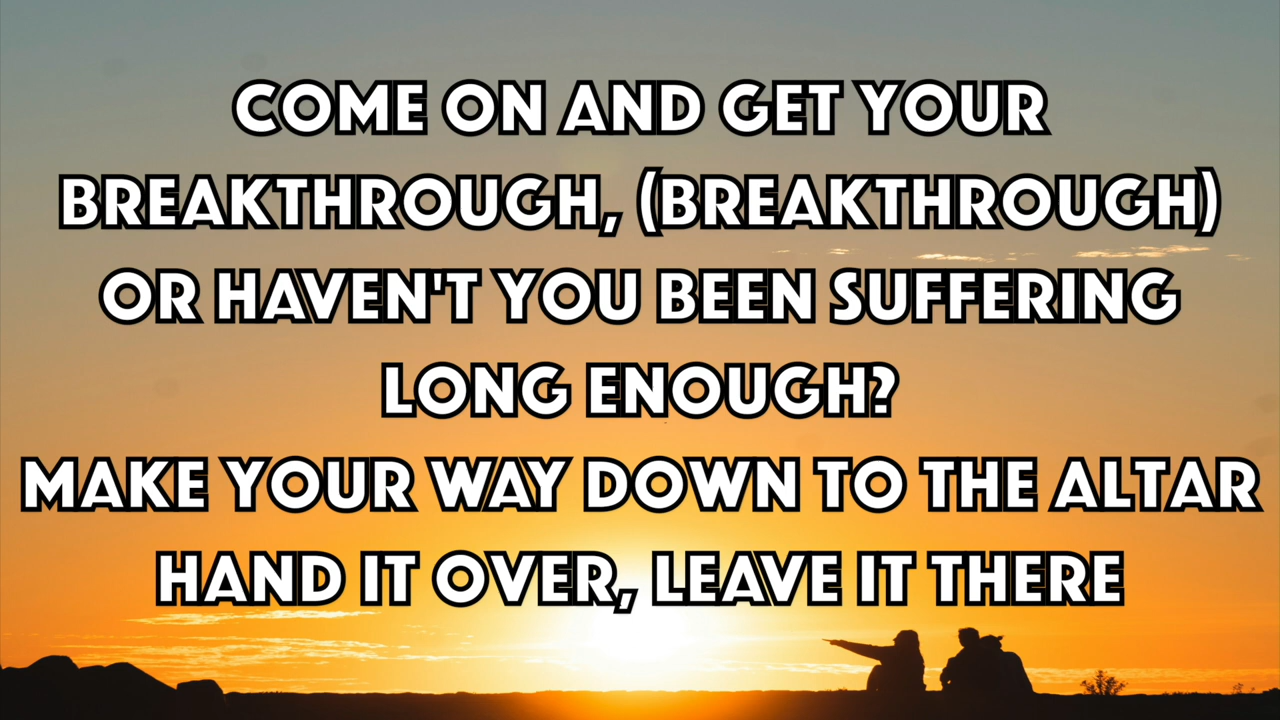 COME ON AND GET YOUR
BREAKTHROUGH, (BREAKTHROUGH)
OR HAVEN'T YOU BEEN SUFFERING
LONG ENOUGH?
MAKE YOUR WAY DOWN TO THE ALTAR
HAND IT OVER, LEAVE IT THERE